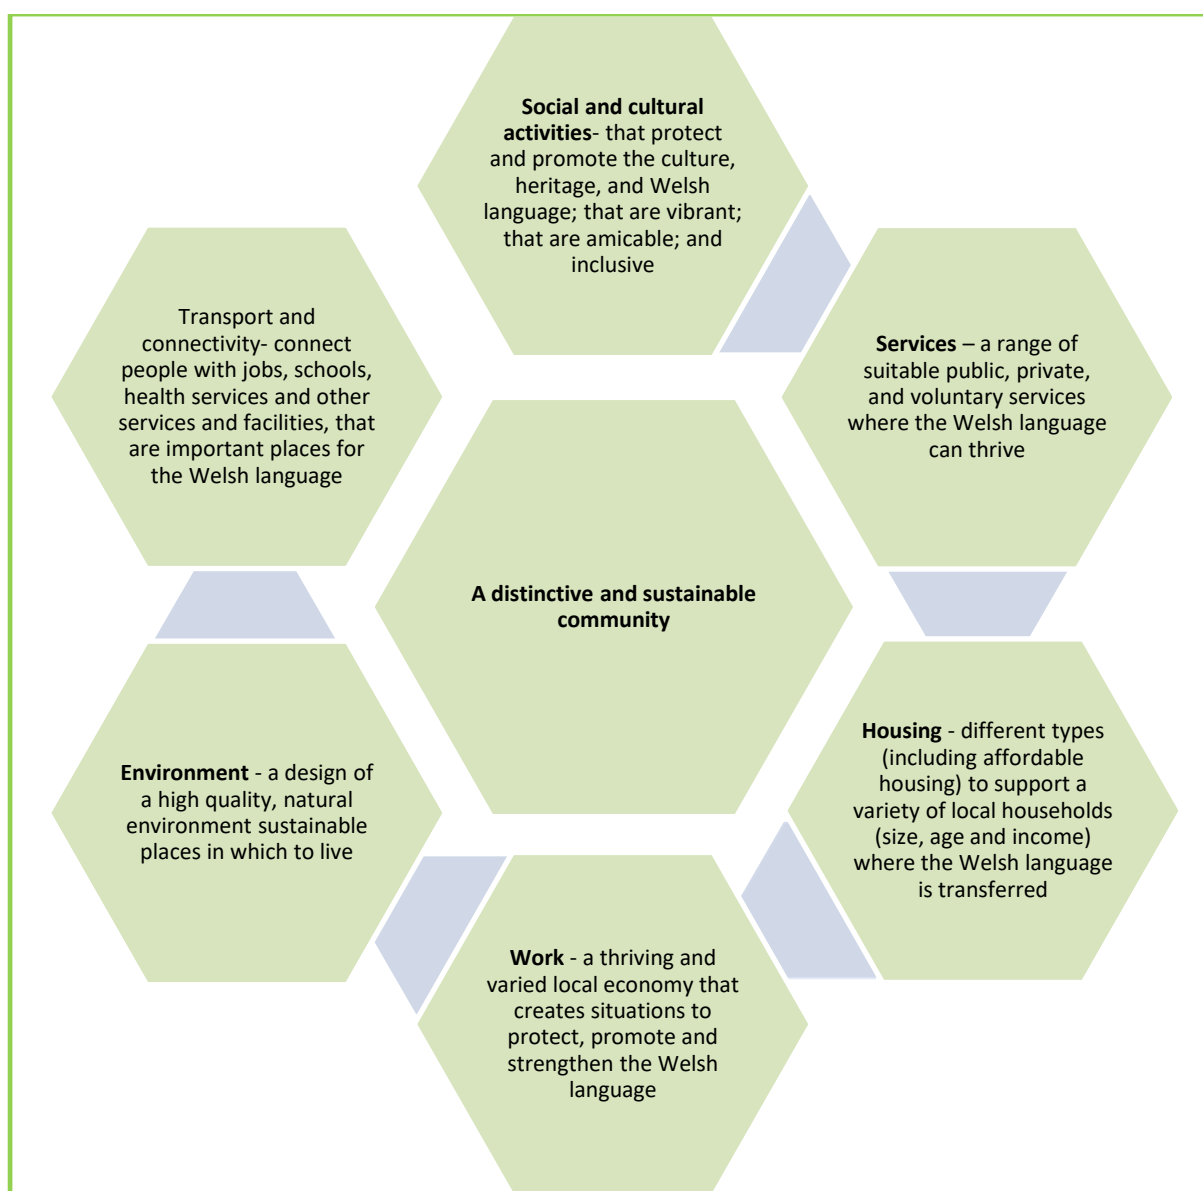 Social and cultural
activities- that protect
and promote the culture,
heritage, and Welsh
language; that are vibrant;
that are amicable; and
inclusive
Services – a range of
suitable public, private,
and voluntary services
where the Welsh language
can thrive
Housing - different types
(including affordable
housing) to support a
variety of local households
(size, age and income)
where the Welsh language
is transferred
Work - a thriving and
varied local economy that
creates situations to
protect, promote and
strengthen the Welsh
language
Environment - a design of
a high quality, natural
environment sustainable
places in which to live
Transport and
connectivity- connect
people with jobs, schools,
health services and other
services and facilities, that
are important places for
the Welsh language
A distinctive and sustainable
community